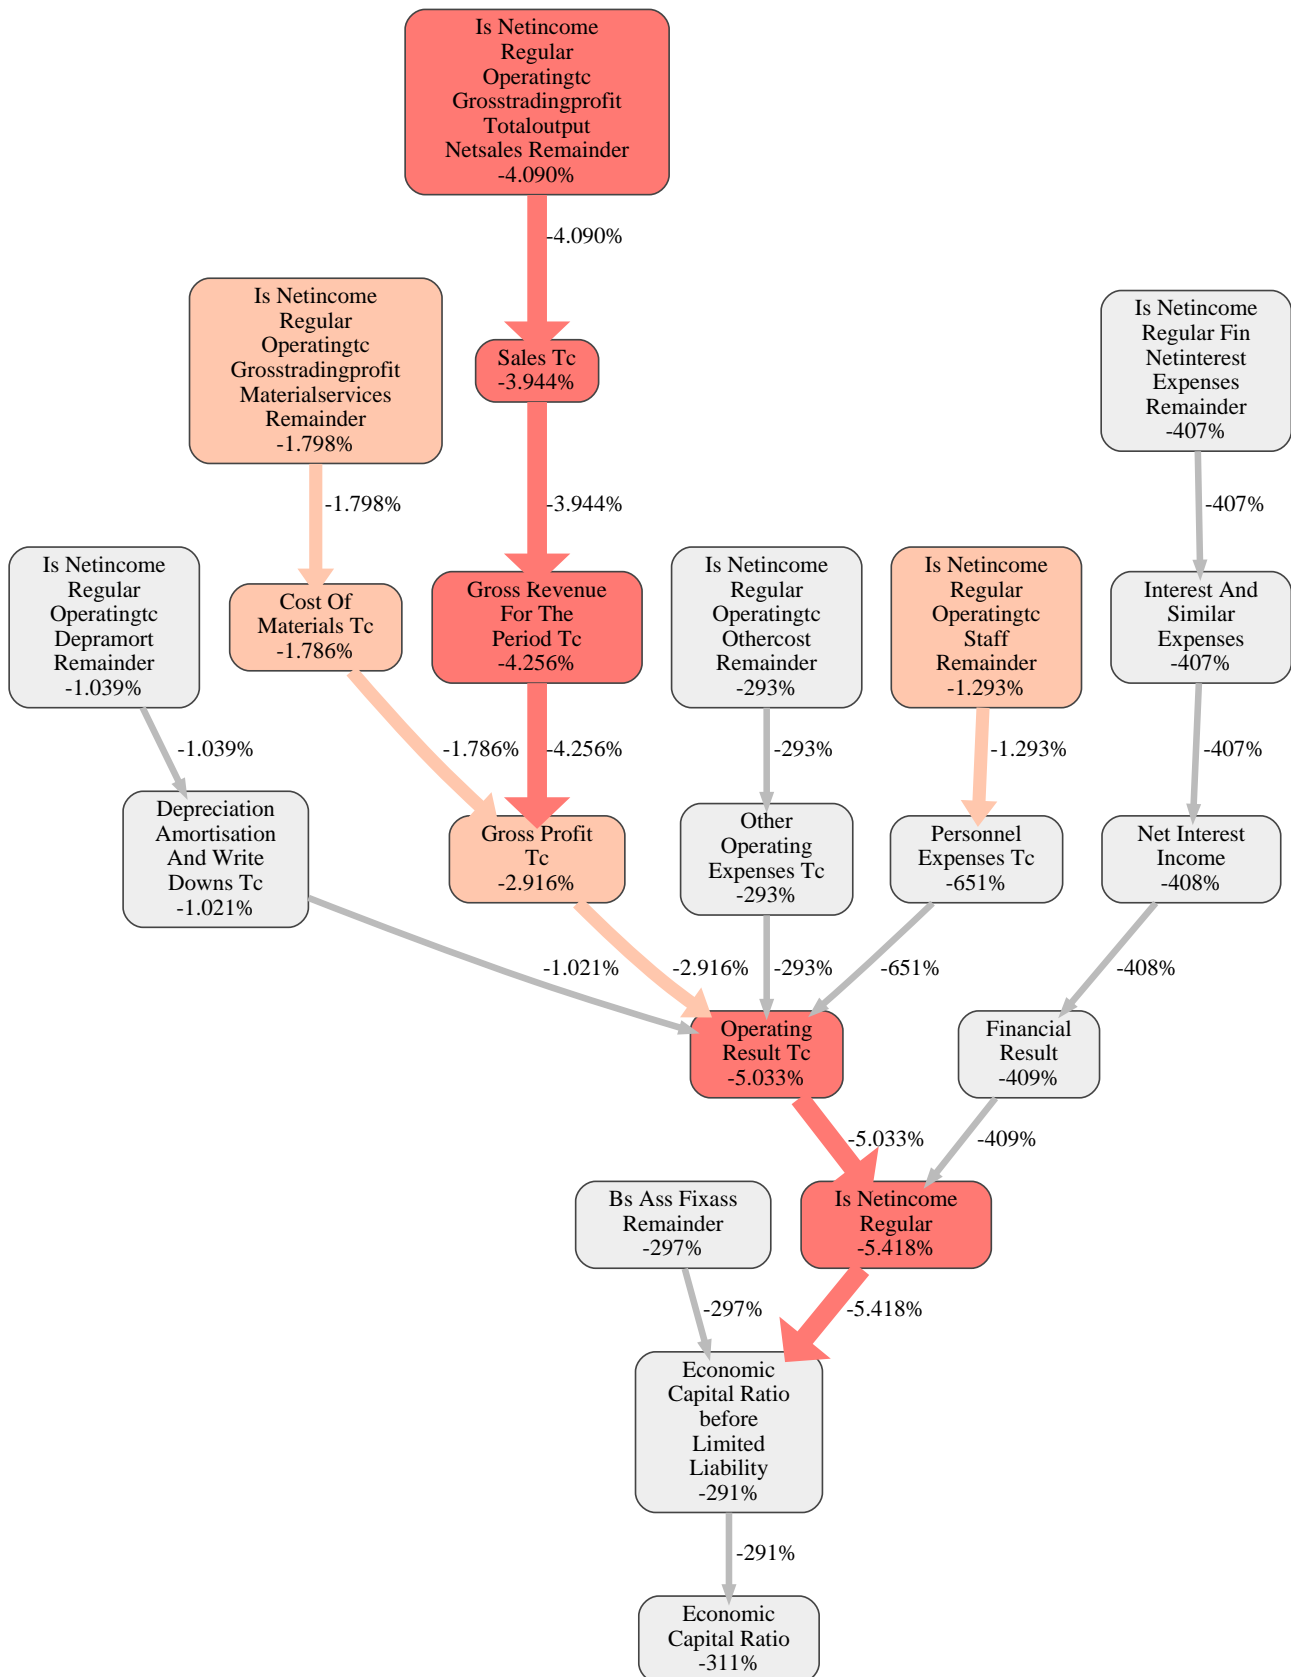 Is Netincome
Regular
Operatingtc
Grosstradingprofit
Totaloutput
Netsales Remainder
-4.090%
-4.090%
Is Netincome
Regular
Operatingtc
Grosstradingprofit
Materialservices
Remainder
-1.798%
Sales Tc
-3.944%
Is Netincome
Regular Fin
Netinterest
Expenses
Remainder
-407%
-1.798%
-3.944%
-407%
Is Netincome
Regular
Operatingtc
Depramort
Remainder
-1.039%
Cost Of
Materials Tc
-1.786%
Gross Revenue
For The
Period Tc
-4.256%
Is Netincome
Regular
Operatingtc
Othercost
Remainder
-293%
Is Netincome
Regular
Operatingtc
Staff
Remainder
-1.293%
Interest And
Similar
Expenses
-407%
-1.039%
-1.786%
-4.256%
-293%
-1.293%
-407%
Depreciation
Amortisation
And Write
Downs Tc
-1.021%
Gross Profit
Tc
-2.916%
Other
Operating
Expenses Tc
-293%
Personnel
Expenses Tc
-651%
Net Interest
Income
-408%
-1.021%
-2.916%
-293%
-651%
-408%
Operating
Result Tc
-5.033%
Financial
Result
-409%
-5.033%
-409%
Bs Ass Fixass
Remainder
-297%
Is Netincome
Regular
-5.418%
-297%
-5.418%
Economic
Capital Ratio
before
Limited
Liability
-291%
-291%
Economic
Capital Ratio
-311%